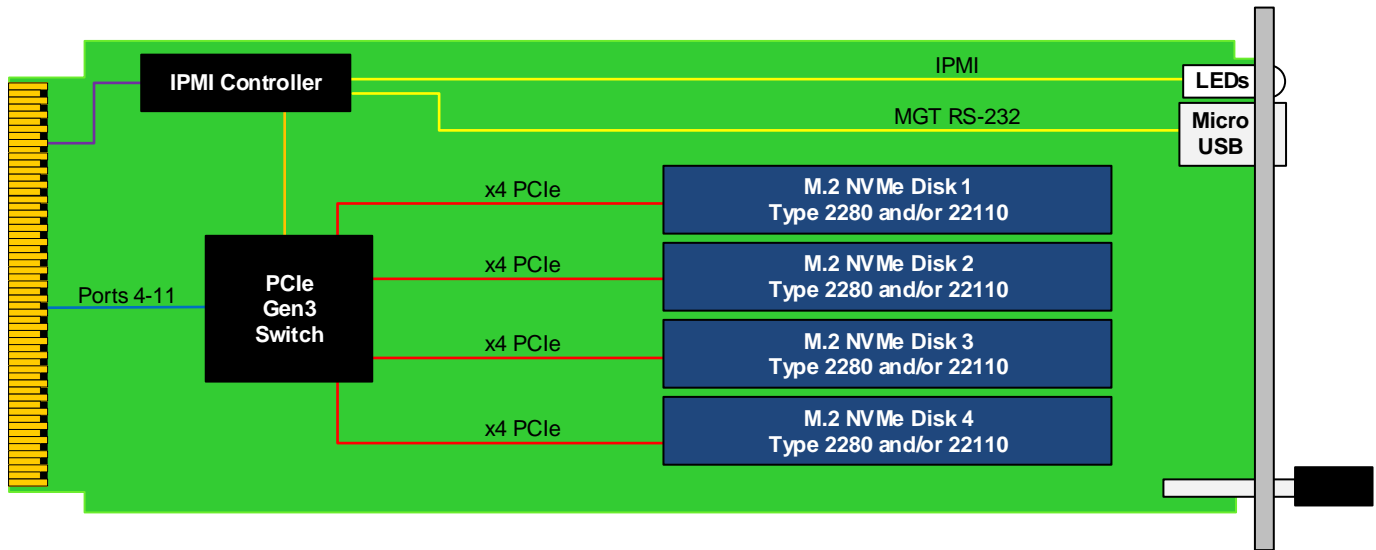 IPMI Controller
IPMI
LEDs
MGT RS-232
Micro
USB
x4 PCIe
M.2 NVMe Disk 1
Type 2280 and/or 22110
x4 PCIe
M.2 NVMe Disk 2
Type 2280 and/or 22110
PCIe
Gen3
Switch
Ports 4-11
x4 PCIe
M.2 NVMe Disk 3
Type 2280 and/or 22110
x4 PCIe
M.2 NVMe Disk 4
Type 2280 and/or 22110